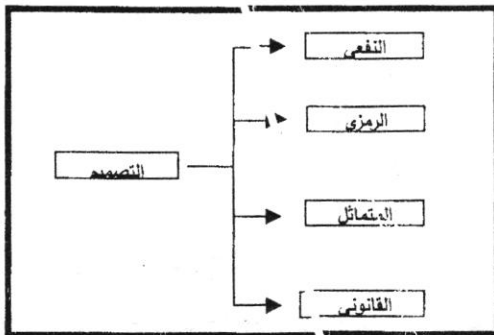 النفعي
الرمزي
التصميم
المتماثل
القانوني